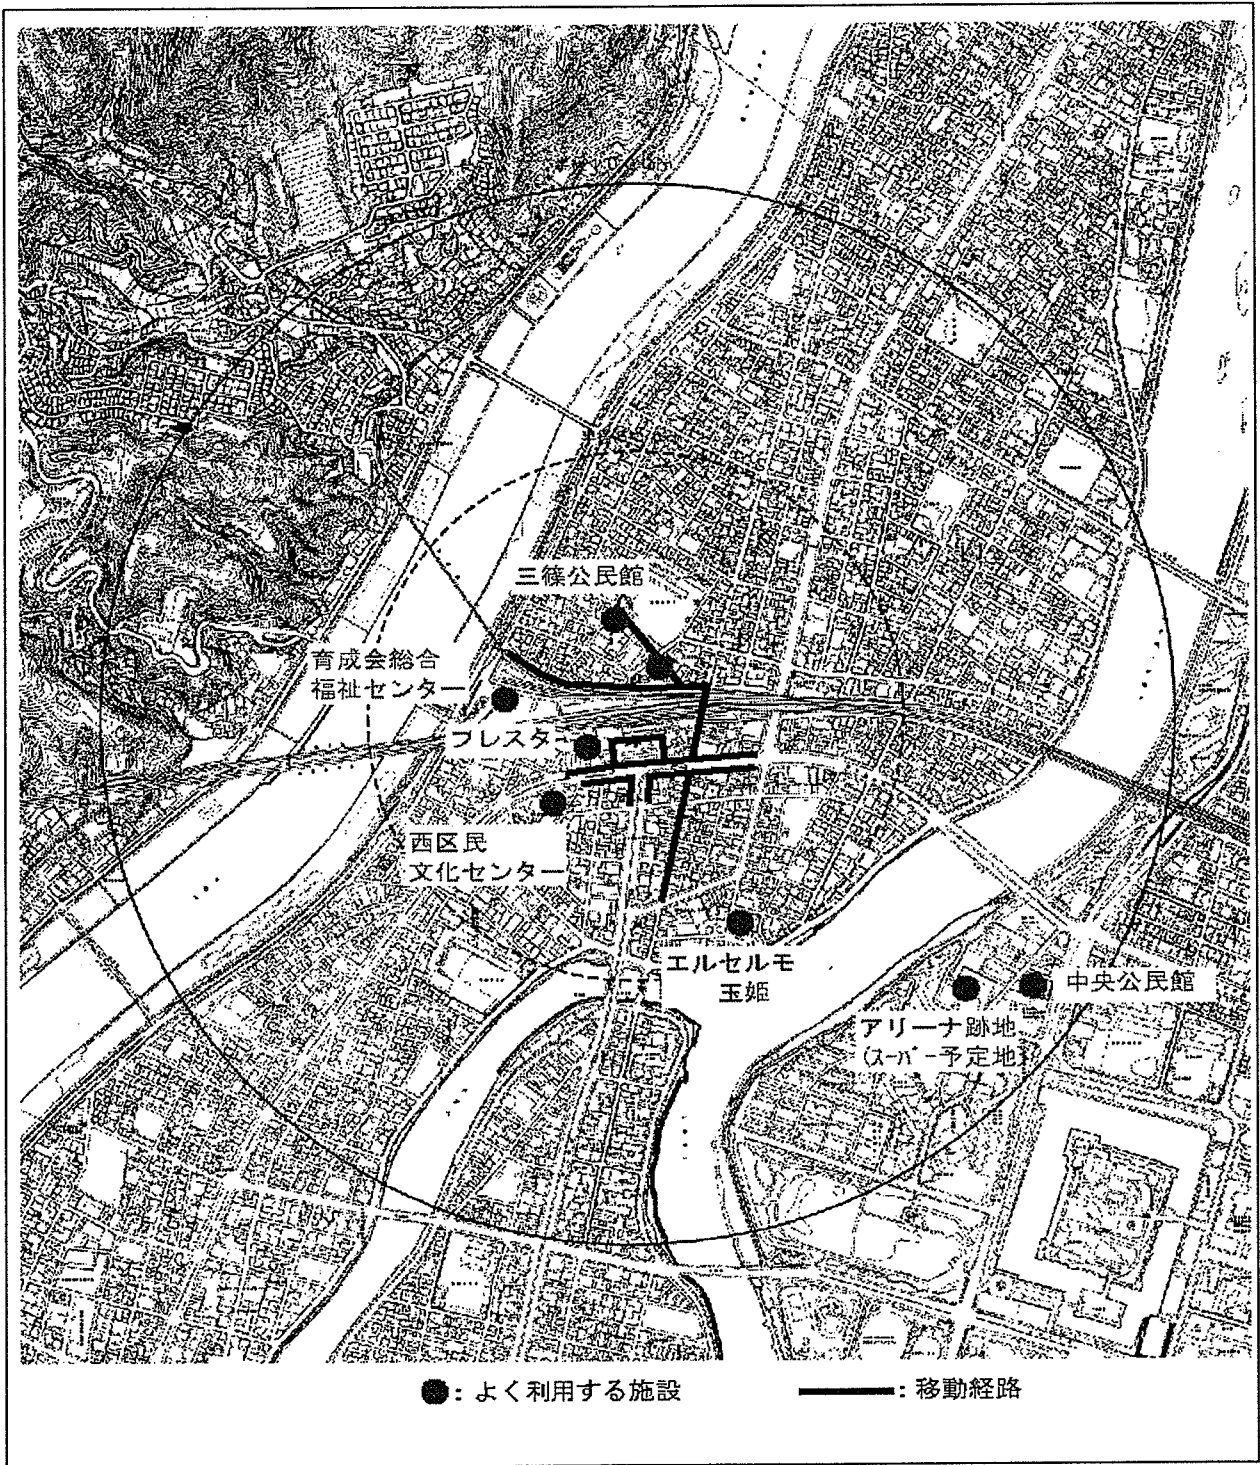 三篠公民館
育成会総合
福祉センター
フレスタ
西区民
文化センター
エルセルモ
玉姫
中央公民館
アリーナ跡地
(スーパー予定地)
●：よく利用する施設
━━：移動経路